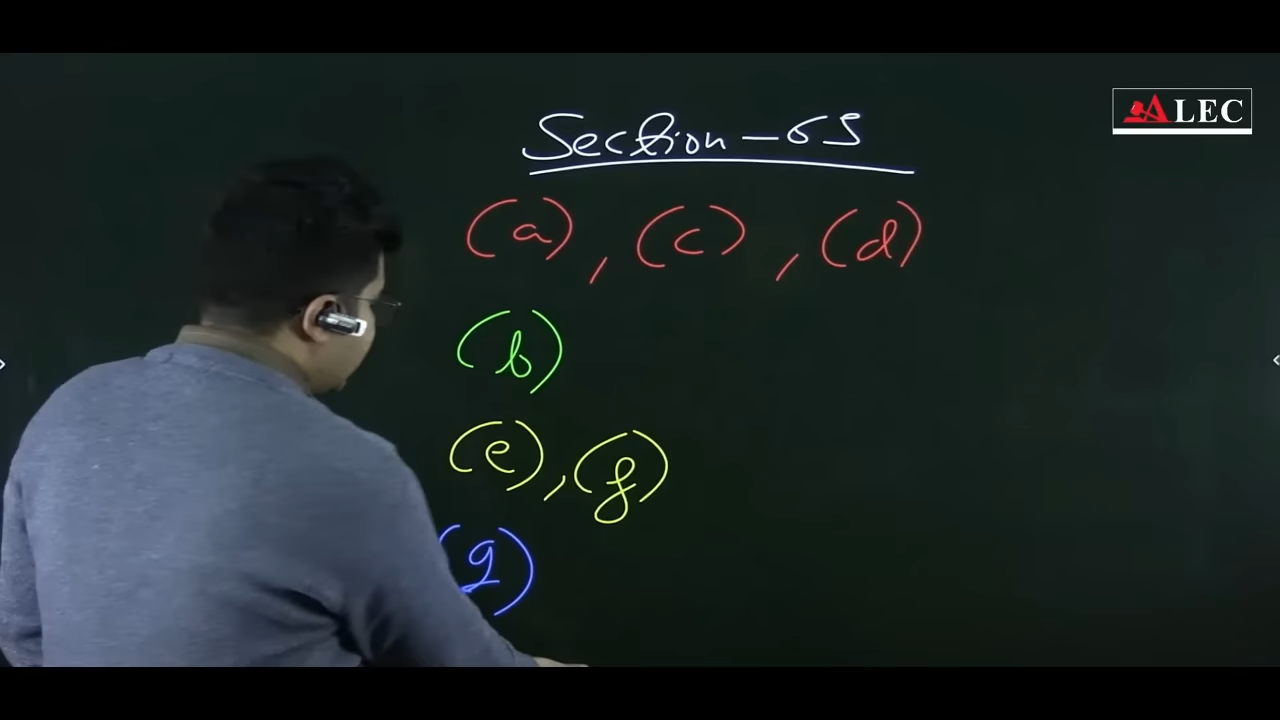 ALEC
Section - 65
(a), (c), (d)
(b)
(e), (f)
(g)